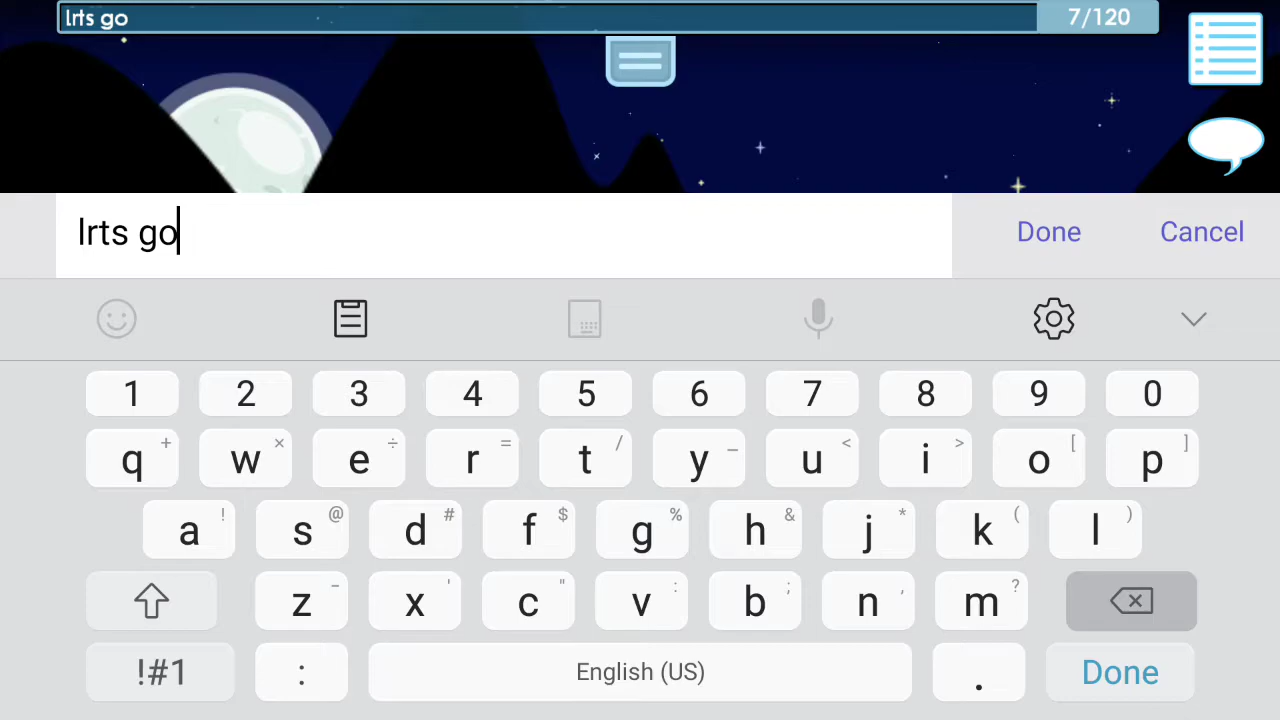 lrts go 7/120
lrts go Done Cancel
1 2 3 4 5 6 7 8 9 0
q + w × e ÷ r = t / y _ u < i > o [ p ]
a ! s @ d # f $ g % h & j * k ( l )
z - x ' c " v : b ; n , m ?
!#1 : English (US) . Done